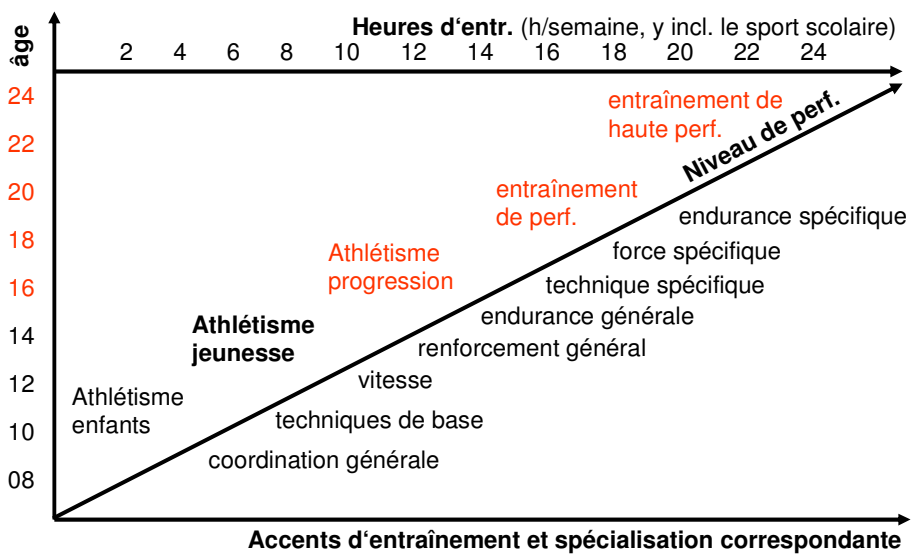 Heures d‘entr. (h/semaine, y incl. le sport scolaire)
âge
2 4 6 8 10 12 14 16 18 20 22 24
24
22
20
18
16
14
12
10
08
entraînement de
haute perf.
Niveau de perf.
entraînement
de perf.
endurance spécifique
Athlétisme
progression
force spécifique
technique spécifique
Athlétisme
jeunesse
endurance générale
renforcement général
vitesse
Athlétisme
enfants
techniques de base
coordination générale
Accents d‘entraînement et spécialisation correspondante